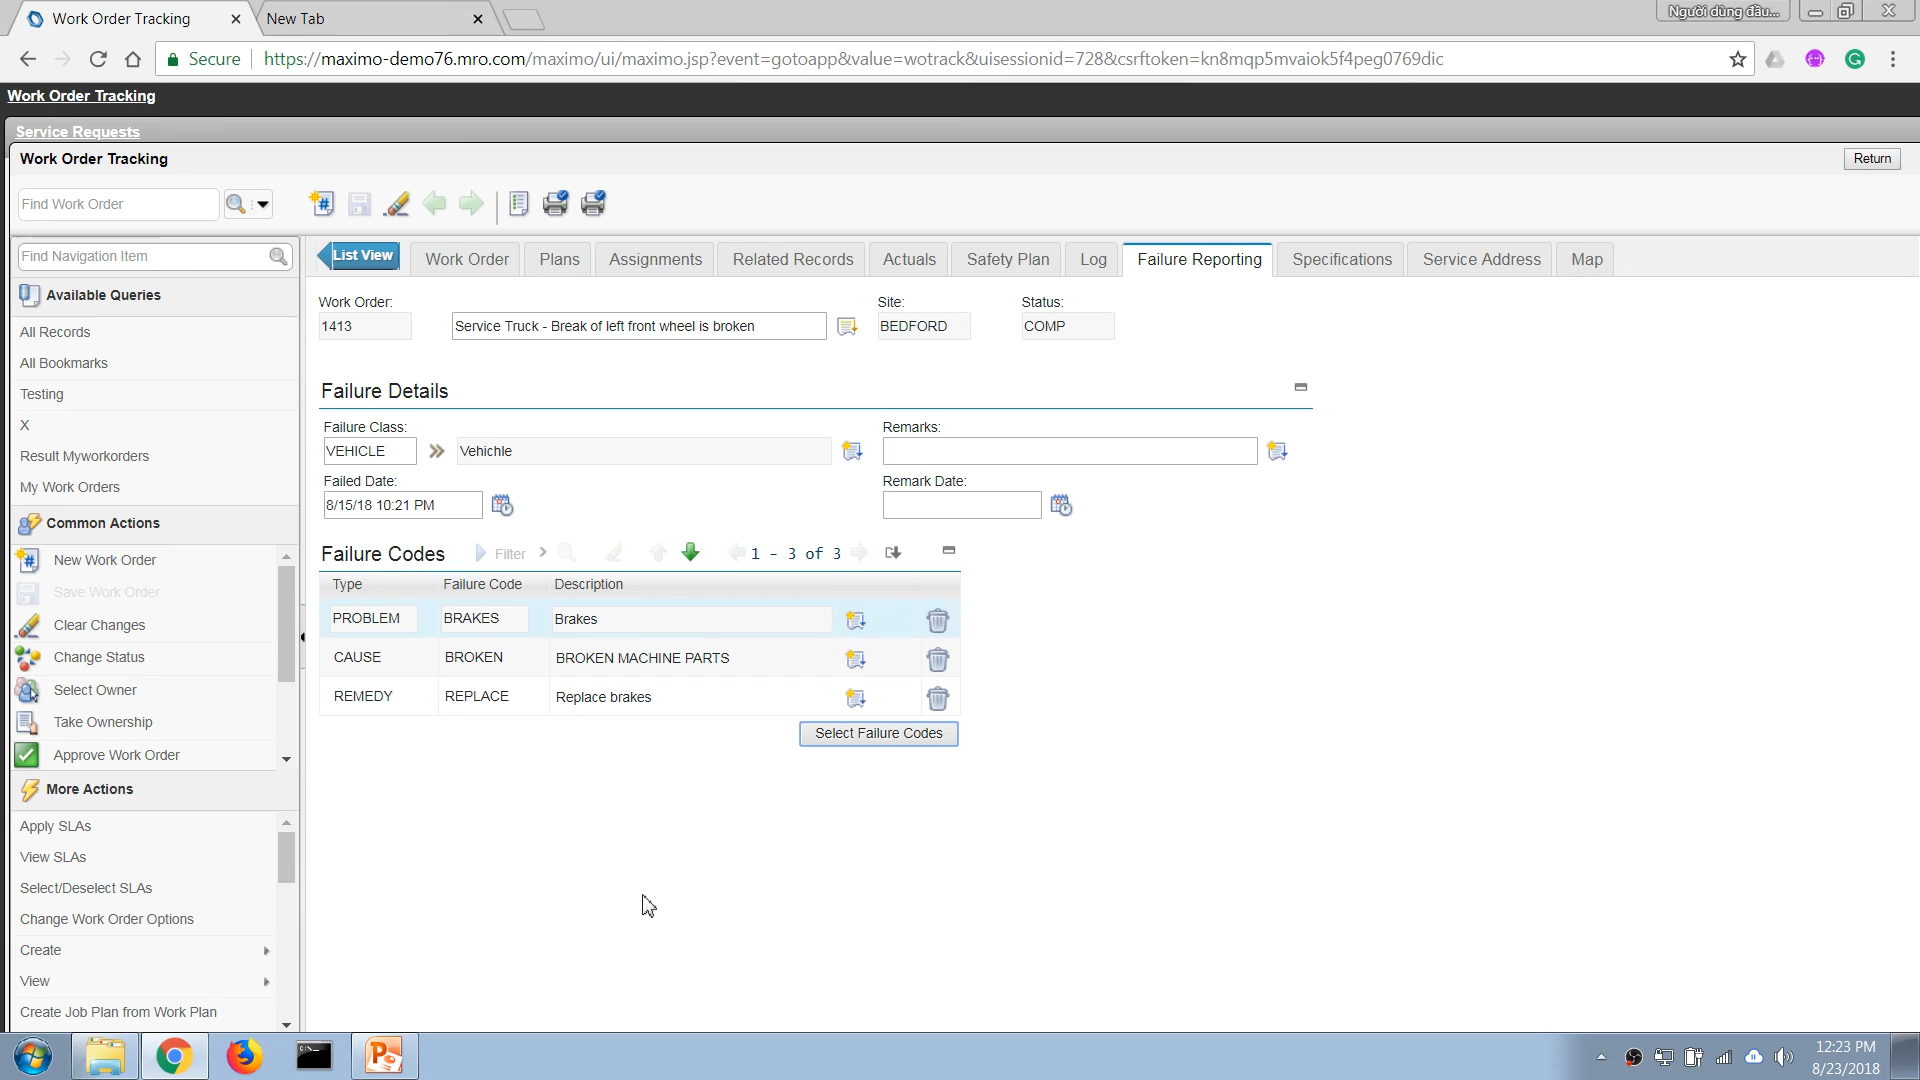 Work Order Tracking
New Tab
Người dùng đầu...
Secure
https://maximo-demo76.mro.com/maximo/ui/maximo.jsp?event=gotoapp&value=wotrack&uisessionid=728&csrftoken=kn8mqp5mvaiok5f4peg0769dic
Work Order Tracking
Service Requests
Work Order Tracking
Return
Find Work Order
Find Navigation Item
List View
Work Order
Plans
Assignments
Related Records
Actuals
Safety Plan
Log
Failure Reporting
Specifications
Service Address
Map
Available Queries
All Records
All Bookmarks
Testing
X
Result Myworkorders
My Work Orders
Common Actions
New Work Order
Save Work Order
Clear Changes
Change Status
Select Owner
Take Ownership
Approve Work Order
More Actions
Apply SLAs
View SLAs
Select/Deselect SLAs
Change Work Order Options
Create
View
Create Job Plan from Work Plan
Work Order:
1413
Service Truck - Break of left front wheel is broken
Site:
BEDFORD
Status:
COMP
Failure Details
Failure Class:
VEHICLE
Vehichle
Remarks:
Failed Date:
8/15/18 10:21 PM
Remark Date:
Failure Codes
Filter
1 - 3 of 3
Type Failure Code Description
PROBLEM BRAKES Brakes
CAUSE BROKEN BROKEN MACHINE PARTS
REMEDY REPLACE Replace brakes
Select Failure Codes
12:23 PM
8/23/2018